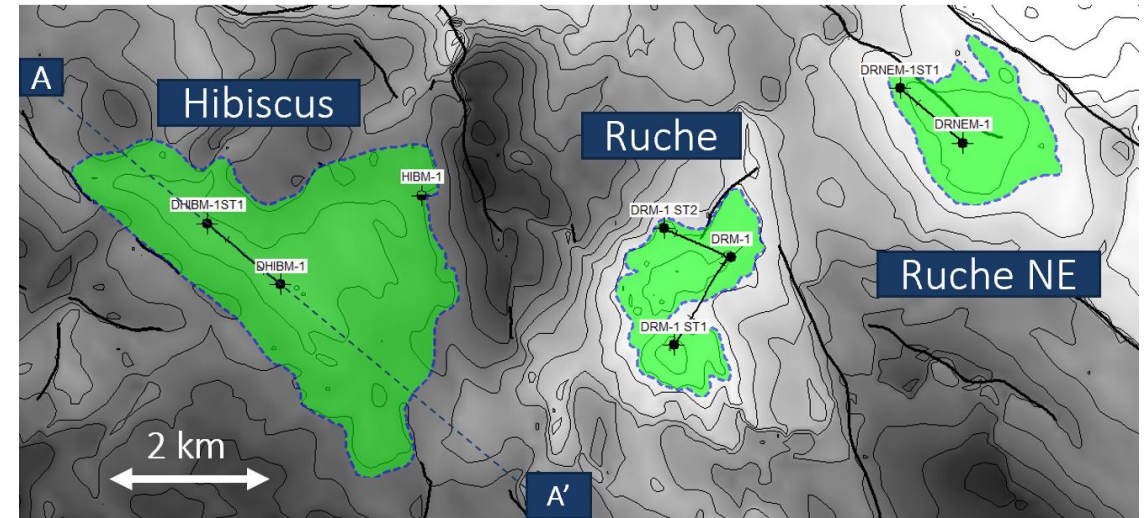 A
Hibiscus
Ruche
Ruche NE
DRNEM-1ST1
DRNEM-1
HIBM-1
DHIBM-1ST1
DHIBM-1
DRM-1 ST2
DRM-1
DRM-1 ST1
2 km
A'